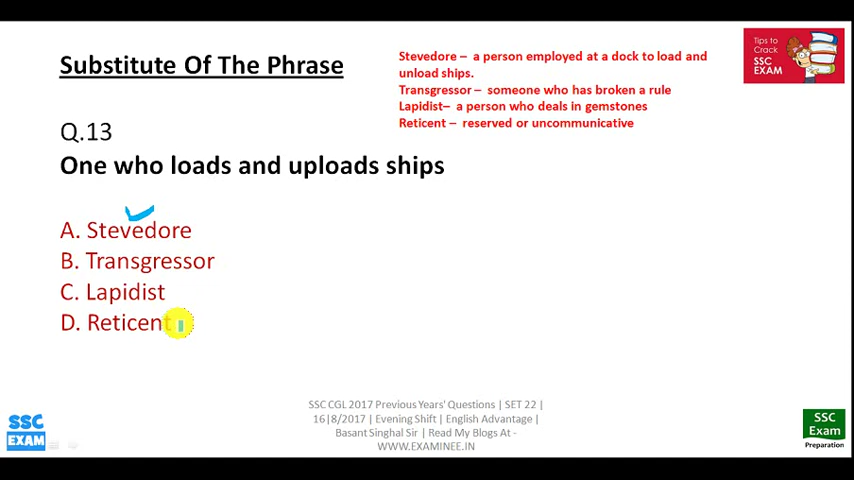 Substitute Of The Phrase
Stevedore – a person employed at a dock to load and
unload ships.
Transgressor – someone who has broken a rule
Lapidist– a person who deals in gemstones
Reticent – reserved or uncommunicative
Tips to
Crack
SSC
EXAM
Q.13
One who loads and uploads ships
A. Stevedore
B. Transgressor
C. Lapidist
D. Reticent
SSC CGL 2017 Previous Years' Questions | SET 22 |
16|8/2017 | Evening Shift | English Advantage |
Basant Singhal Sir | Read My Blogs At -
WWW.EXAMINEE.IN
SSC
EXAM
SSC
Exam
Preparation